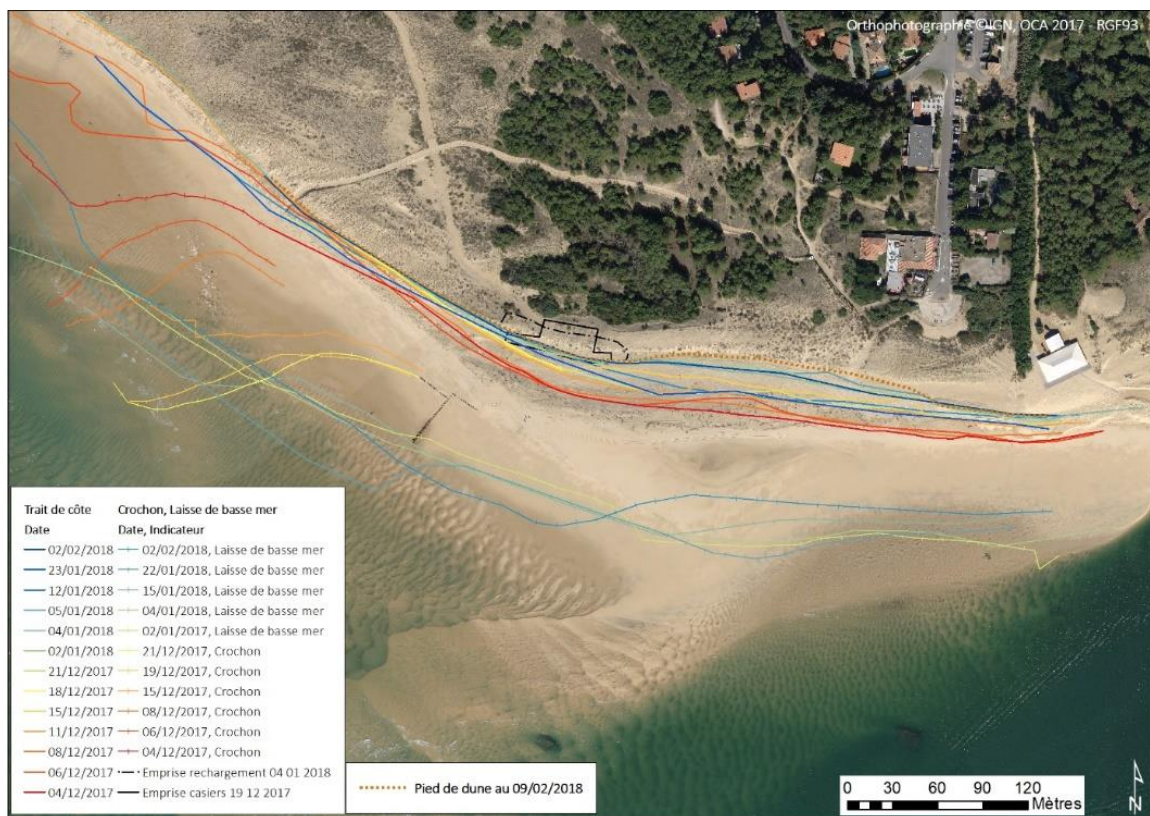 Orthophotographie ©IGN, OCA 2017 - RGF93
Trait de côte
Date
02/02/2018
23/01/2018
12/01/2018
05/01/2018
04/01/2018
02/01/2018
21/12/2017
18/12/2017
15/12/2017
11/12/2017
08/12/2017
06/12/2017
04/12/2017
Crochon, Laisse de basse mer
Date, Indicateur
02/02/2018, Laisse de basse mer
22/01/2018, Laisse de basse mer
15/01/2018, Laisse de basse mer
04/01/2018, Laisse de basse mer
02/01/2017, Laisse de basse mer
21/12/2017, Crochon
19/12/2017, Crochon
15/12/2017, Crochon
08/12/2017, Crochon
06/12/2017, Crochon
04/12/2017, Crochon
Emprise rechargement 04 01 2018
Emprise casiers 19 12 2017
Pied de dune au 09/02/2018
0 30 60 90 120
Mètres
N